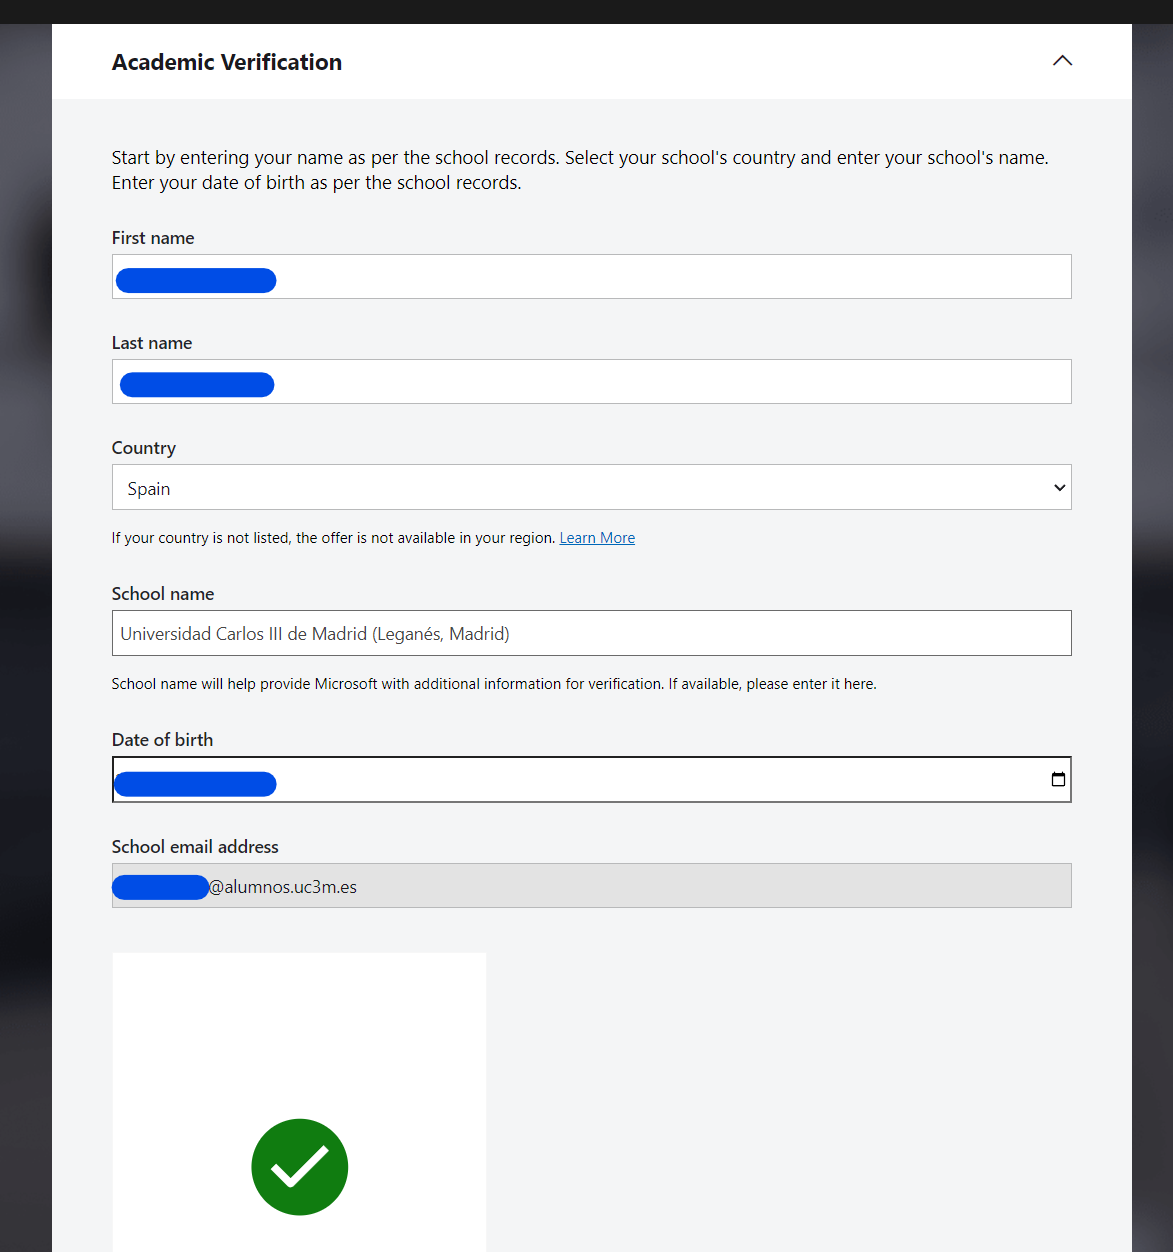 Academic Verification
Start by entering your name as per the school records. Select your school's country and enter your school's name.
Enter your date of birth as per the school records.
First name
Last name
Country
Spain
If your country is not listed, the offer is not available in your region. Learn More
School name
Universidad Carlos III de Madrid (Leganés, Madrid)
School name will help provide Microsoft with additional information for verification. If available, please enter it here.
Date of birth
School email address
@alumnos.uc3m.es